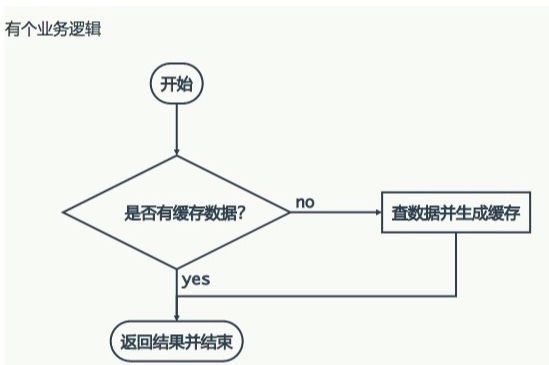 有个业务逻辑
开始
是否有缓存数据?
no
查数据并生成缓存
yes
返回结果并结束